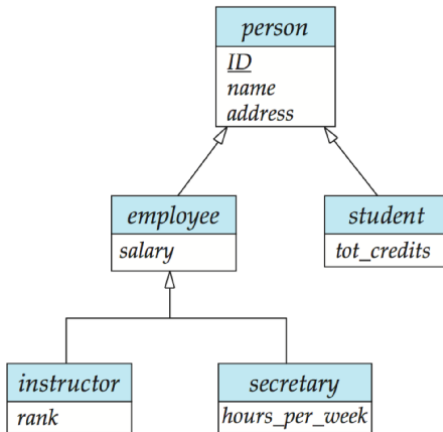 person
ID
name
address
employee
salary
student
tot_credits
instructor
rank
secretary
hours_per_week